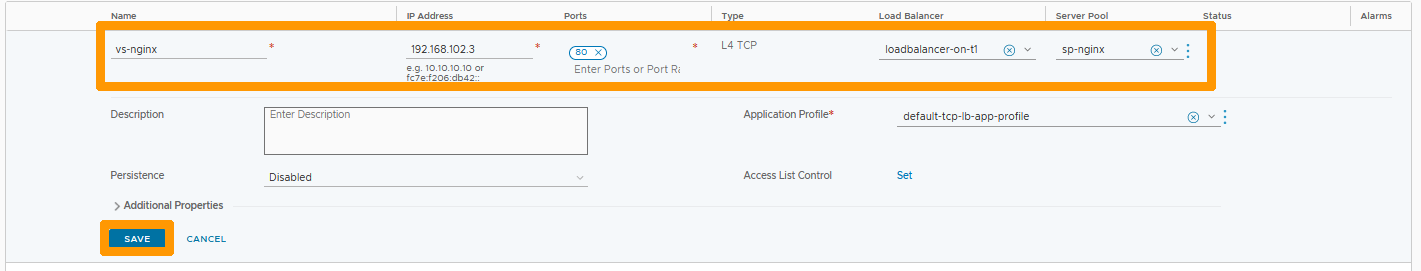 Name IP Address Ports Type Load Balancer Server Pool Status Alarms
vs-nginx * 192.168.102.3 * 80 * L4 TCP loadbalancer-on-t1 sp-nginx
e.g. 10.10.10.10 or
fc7e:f206:db42::
Enter Ports or Port Ra
Description Enter Description Application Profile* default-tcp-lb-app-profile
Persistence Disabled Access List Control Set
Additional Properties
SAVE CANCEL